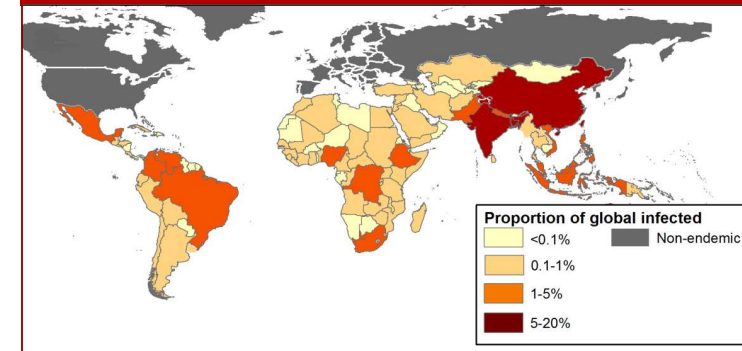 Proportion of global infected
<0.1%
Non-endemic
0.1-1%
1-5%
5-20%